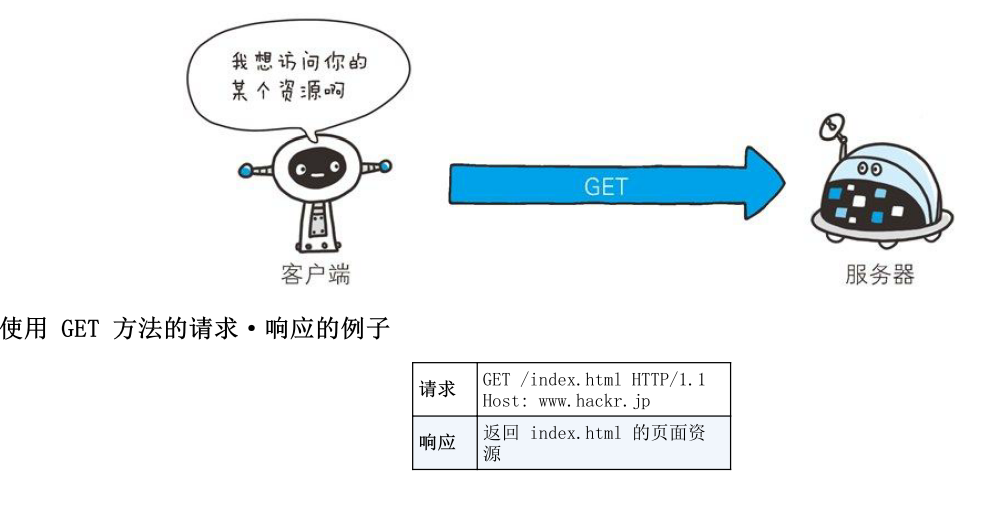 我想访问你的
某个资源啊
GET
客户端
服务器
使用 GET 方法的请求·响应的例子
请求
GET /index.html HTTP/1.1
Host: www.hackr.jp
响应
返回 index.html 的页面资
源